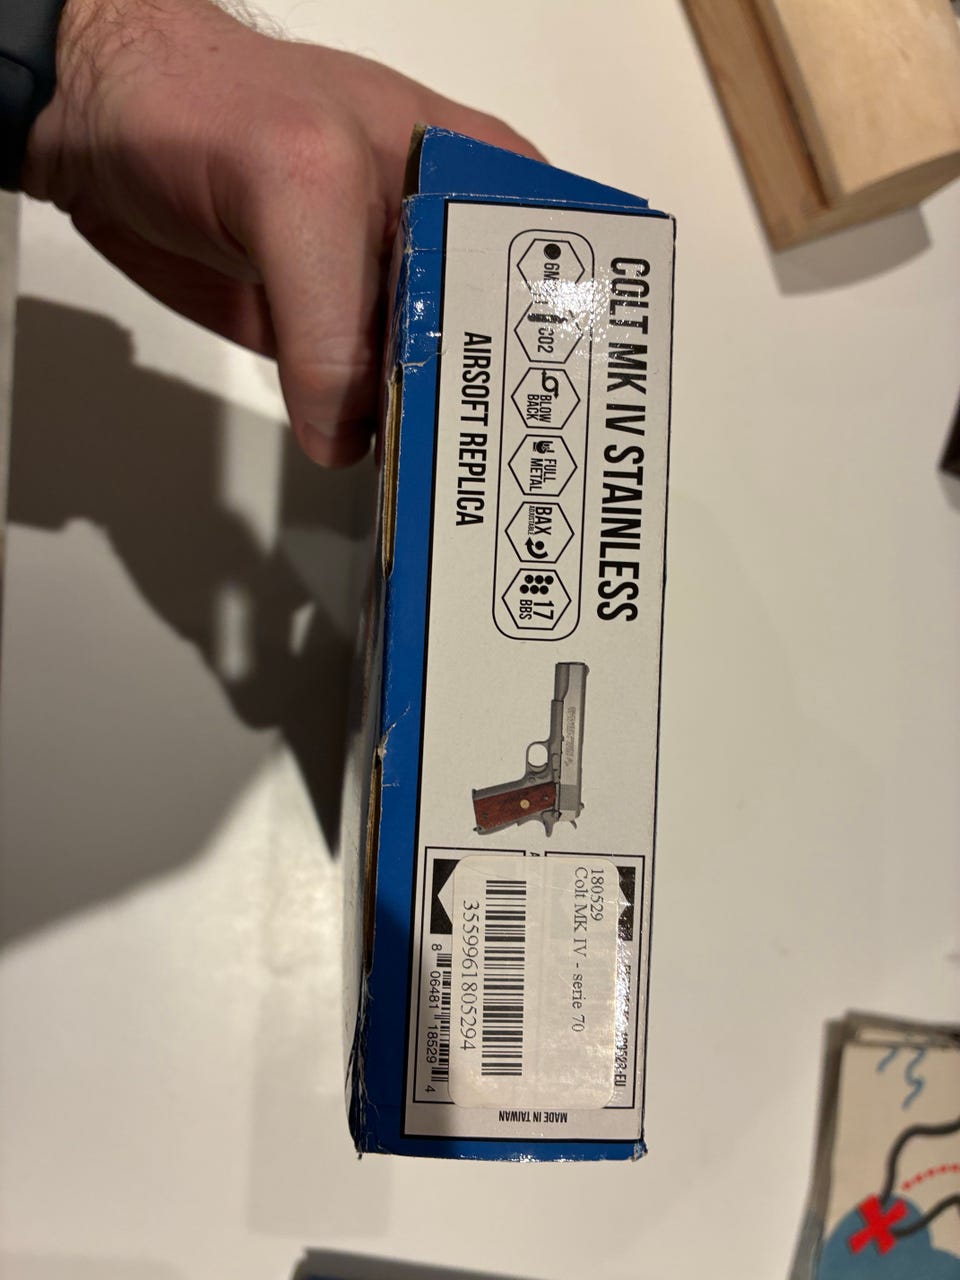 COLT MK IV STAINLESS
CO2
BLOW
BACK
FULL
METAL
BAX
ADJUSTABLE
17
BBS
AIRSOFT REPLICA
180529
Colt MK IV - serie 70
3559961805294
8 06481 18529 4
MADE IN TAIWAN